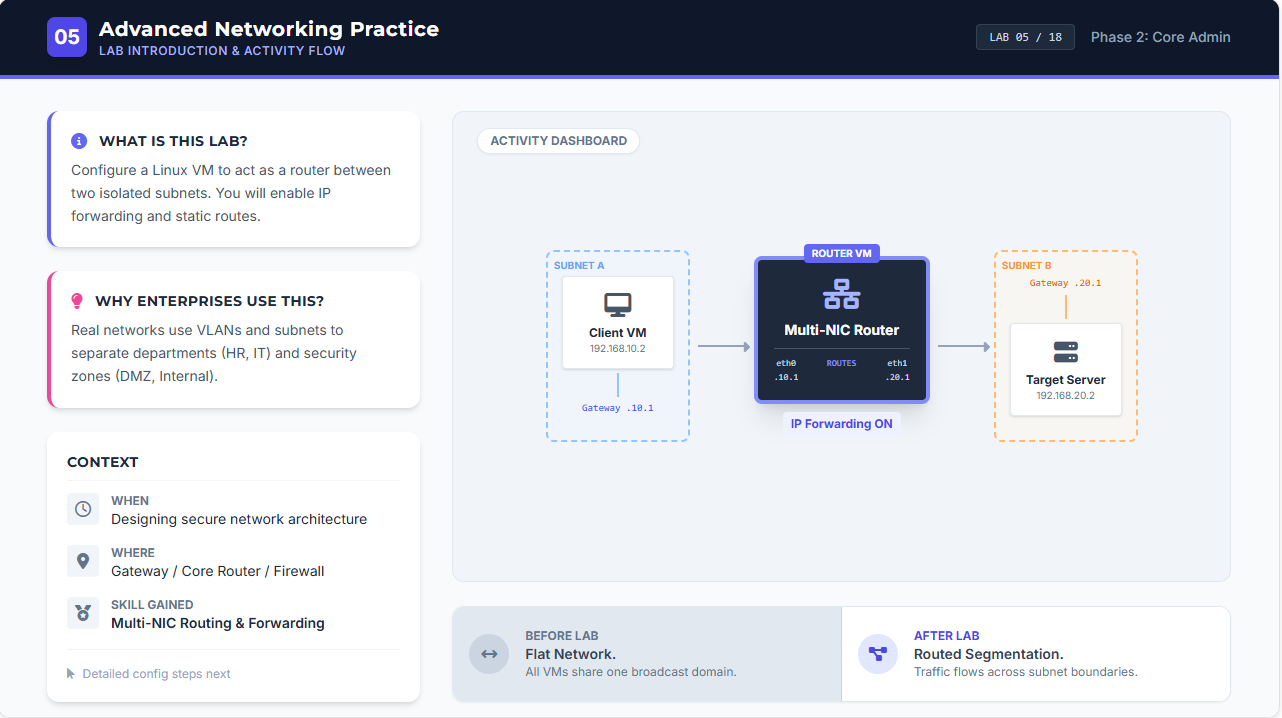 05
Advanced Networking Practice
LAB INTRODUCTION & ACTIVITY FLOW
LAB 05 / 18
Phase 2: Core Admin
WHAT IS THIS LAB?
Configure a Linux VM to act as a router between
two isolated subnets. You will enable IP
forwarding and static routes.
WHY ENTERPRISES USE THIS?
Real networks use VLANs and subnets to
separate departments (HR, IT) and security
zones (DMZ, Internal).
CONTEXT
WHEN
Designing secure network architecture
WHERE
Gateway / Core Router / Firewall
SKILL GAINED
Multi-NIC Routing & Forwarding
Detailed config steps next
ACTIVITY DASHBOARD
SUBNET A
Client VM
192.168.10.2
Gateway .10.1
ROUTER VM
Multi-NIC Router
eth0
.10.1
ROUTES
eth1
.20.1
IP Forwarding ON
SUBNET B
Gateway .20.1
Target Server
192.168.20.2
BEFORE LAB
Flat Network.
All VMs share one broadcast domain.
AFTER LAB
Routed Segmentation.
Traffic flows across subnet boundaries.